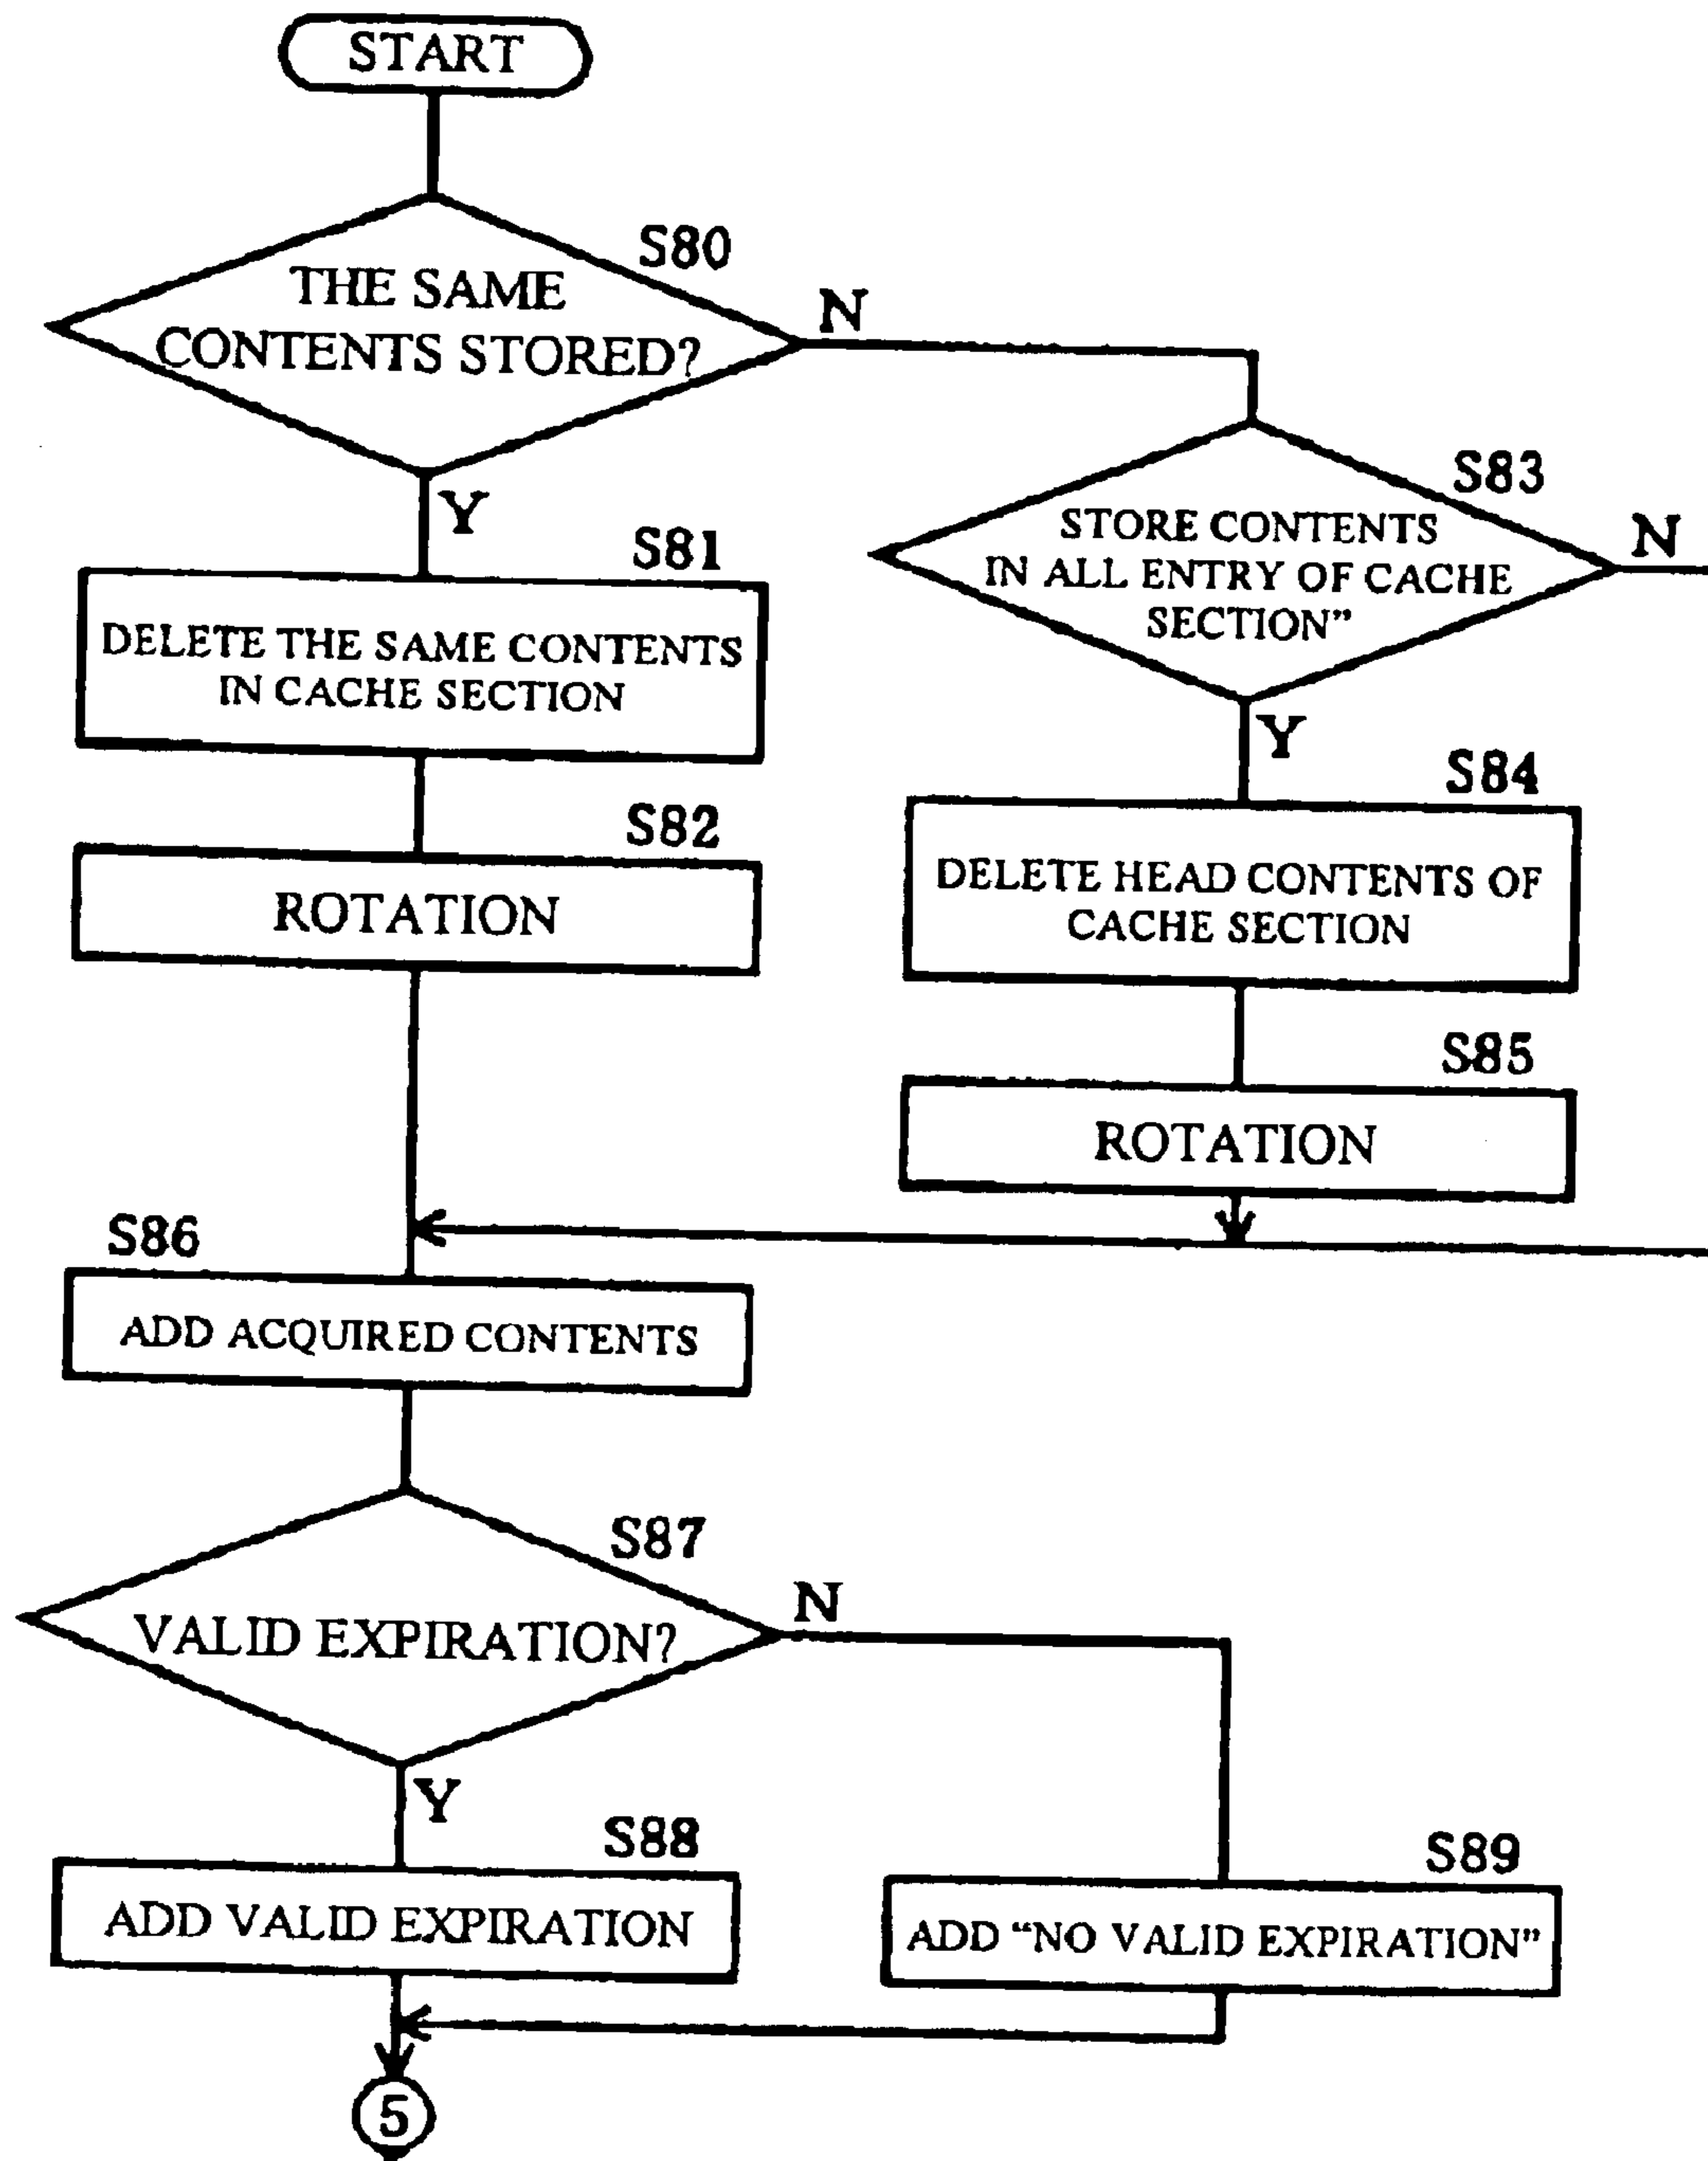 START
S80
THE SAME
CONTENTS STORED?
N
Y
S83
STORE CONTENTS
IN ALL ENTRY OF CACHE
SECTION”
N
Y
S81
DELETE THE SAME CONTENTS
IN CACHE SECTION
S84
DELETE HEAD CONTENTS OF
CACHE SECTION
S82
ROTATION
S85
ROTATION
S86
ADD ACQUIRED CONTENTS
S87
VALID EXPIRATION?
N
Y
S88
ADD VALID EXPIRATION
S89
ADD “NO VALID EXPIRATION”
5